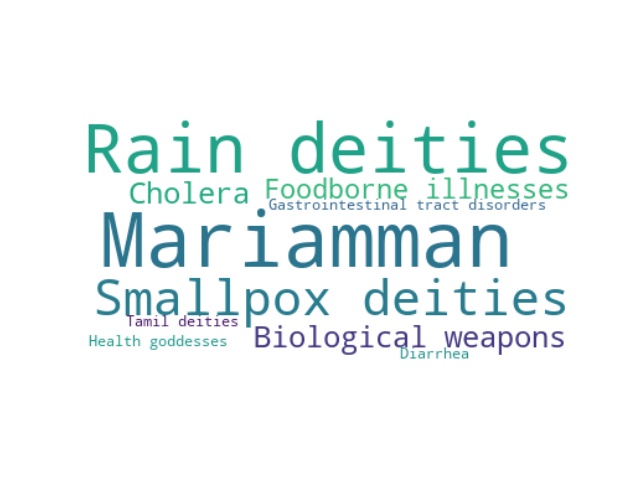 Rain deities
Cholera
Foodborne illnesses
Gastrointestinal tract disorders
Mariamman
Smallpox deities
Tamil deities
Biological weapons
Health goddesses
Diarrhea